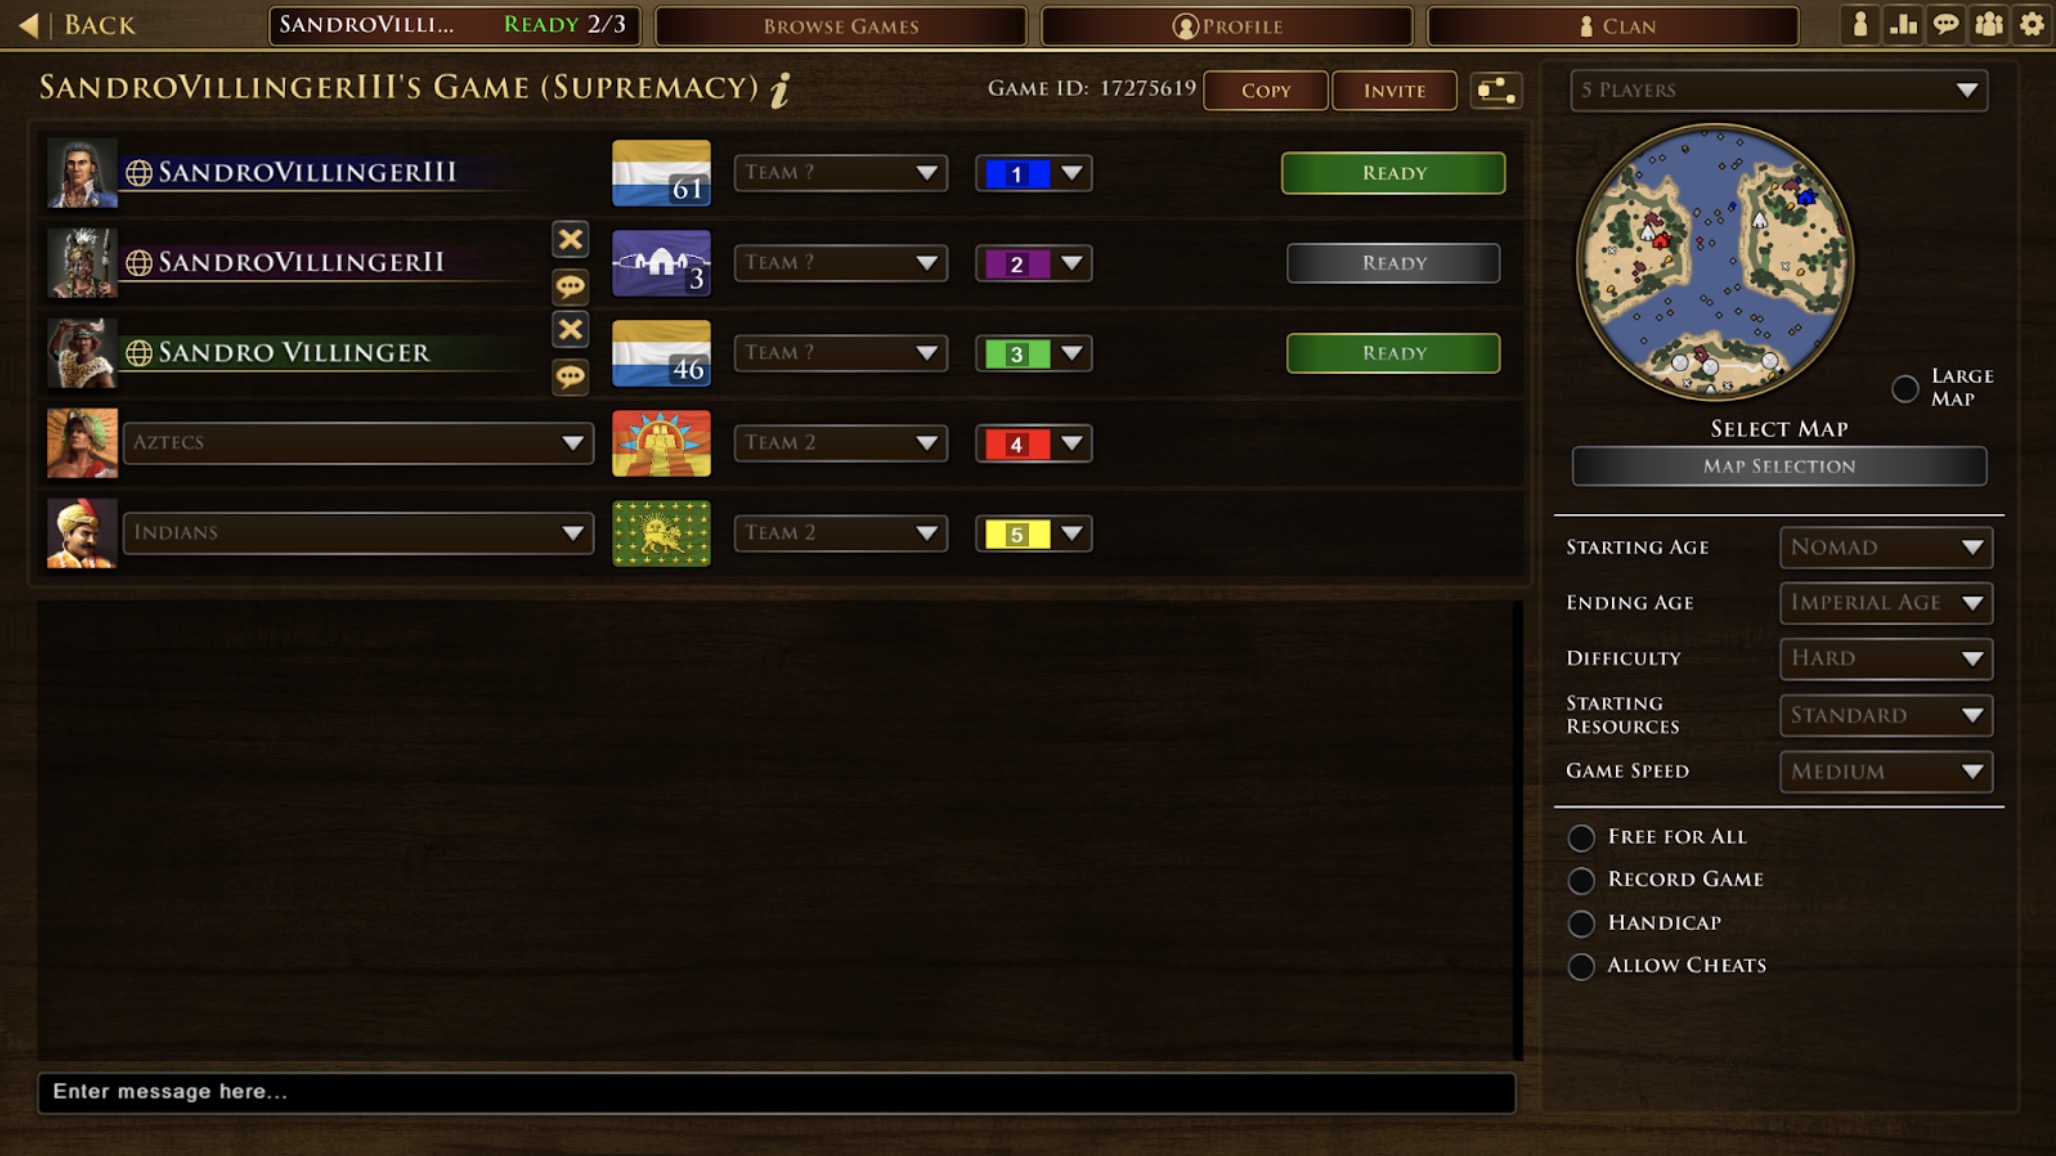 BACK
SANDROVILLI... READY 2/3
BROWSE GAMES
PROFILE
CLAN
SANDROVILLINGERIII'S GAME (SUPREMACY) i
GAME ID: 17275619
COPY
INVITE
5 PLAYERS
SANDROVILLINGERIII
61
TEAM ?
1
READY
SANDROVILLINGERII
3
TEAM ?
2
READY
SANDRO VILLINGER
46
TEAM ?
3
READY
AZTECS
TEAM 2
4
INDIANS
TEAM 2
5
LARGE
MAP
SELECT MAP
MAP SELECTION
STARTING AGE
NOMAD
ENDING AGE
IMPERIAL AGE
DIFFICULTY
HARD
STARTING
RESOURCES
STANDARD
GAME SPEED
MEDIUM
FREE FOR ALL
RECORD GAME
HANDICAP
ALLOW CHEATS
Enter message here...